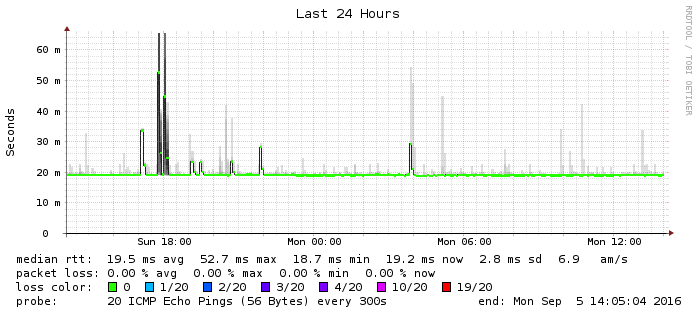 Last 24 Hours
RRDTOOL / TOBI OETIKER
Seconds
60 m
50 m
40 m
30 m
20 m
10 m
0
Sun 18:00 Mon 00:00 Mon 06:00 Mon 12:00
median rtt: 19.5 ms avg 52.7 ms max 18.7 ms min 19.2 ms now 2.8 ms sd 6.9 am/s
packet loss: 0.00 % avg 0.00 % max 0.00 % min 0.00 % now
loss color: 0 1/20 2/20 3/20 4/20 10/20 19/20
probe: 20 ICMP Echo Pings (56 Bytes) every 300s end: Mon Sep 5 14:05:04 2016